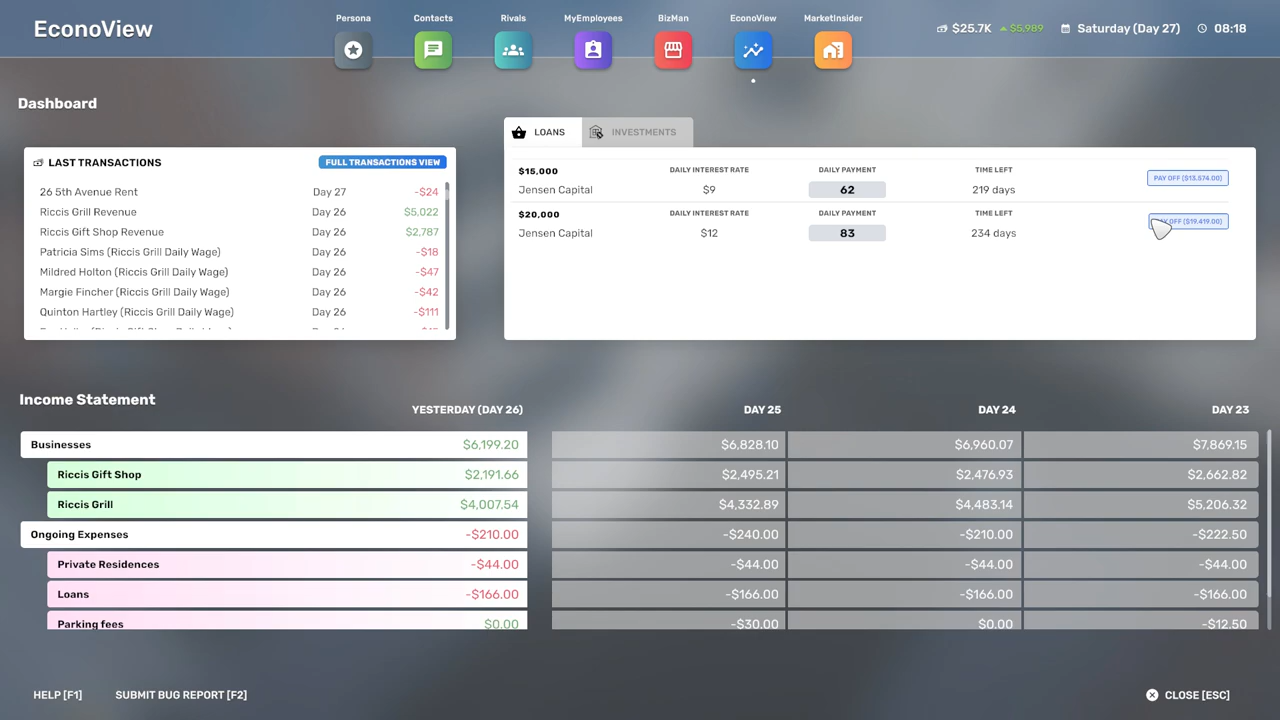 EconoView
Persona
Contacts
Rivals
MyEmployees
BizMan
EconoView
MarketInsider
$25.7K
$5,989
Saturday (Day 27)
08:18
Dashboard
LAST TRANSACTIONS
FULL TRANSACTIONS VIEW
26 5th Avenue Rent Day 27 -$24
Riccis Grill Revenue Day 26 $5,022
Riccis Gift Shop Revenue Day 26 $2,787
Patricia Sims (Riccis Grill Daily Wage) Day 26 -$18
Mildred Holton (Riccis Grill Daily Wage) Day 26 -$47
Margie Fincher (Riccis Grill Daily Wage) Day 26 -$42
Quinton Hartley (Riccis Grill Daily Wage) Day 26 -$111
LOANS
INVESTMENTS
$15,000 DAILY INTEREST RATE DAILY PAYMENT TIME LEFT
Jensen Capital $9 62 219 days
PAY OFF ($13.574.00)
$20,000 DAILY INTEREST RATE DAILY PAYMENT TIME LEFT
Jensen Capital $12 83 234 days
OFF ($19.419.00)
Income Statement
YESTERDAY (DAY 26) DAY 25 DAY 24 DAY 23
Businesses $6,199.20 $6,828.10 $6,960.07 $7,869.15
Riccis Gift Shop $2,191.66 $2,495.21 $2,476.93 $2,662.82
Riccis Grill $4,007.54 $4,332.89 $4,483.14 $5,206.32
Ongoing Expenses -$210.00 -$240.00 -$210.00 -$222.50
Private Residences -$44.00 -$44.00 -$44.00 -$44.00
Loans -$166.00 -$166.00 -$166.00 -$166.00
Parking fees $0.00 -$30.00 $0.00 -$12.50
HELP [F1]
SUBMIT BUG REPORT [F2]
CLOSE [ESC]